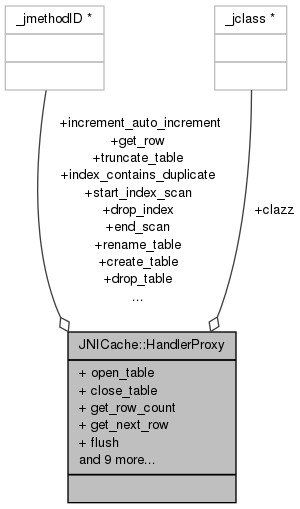 _jmethodID *
_jclass *
+increment_auto_increment
+get_row
+truncate_table
+index_contains_duplicate
+start_index_scan
+drop_index
+end_scan
+rename_table
+create_table
+drop_table
...
+clazz
JNICache::HandlerProxy
+ open_table
+ close_table
+ get_row_count
+ get_next_row
+ flush
and 9 more...